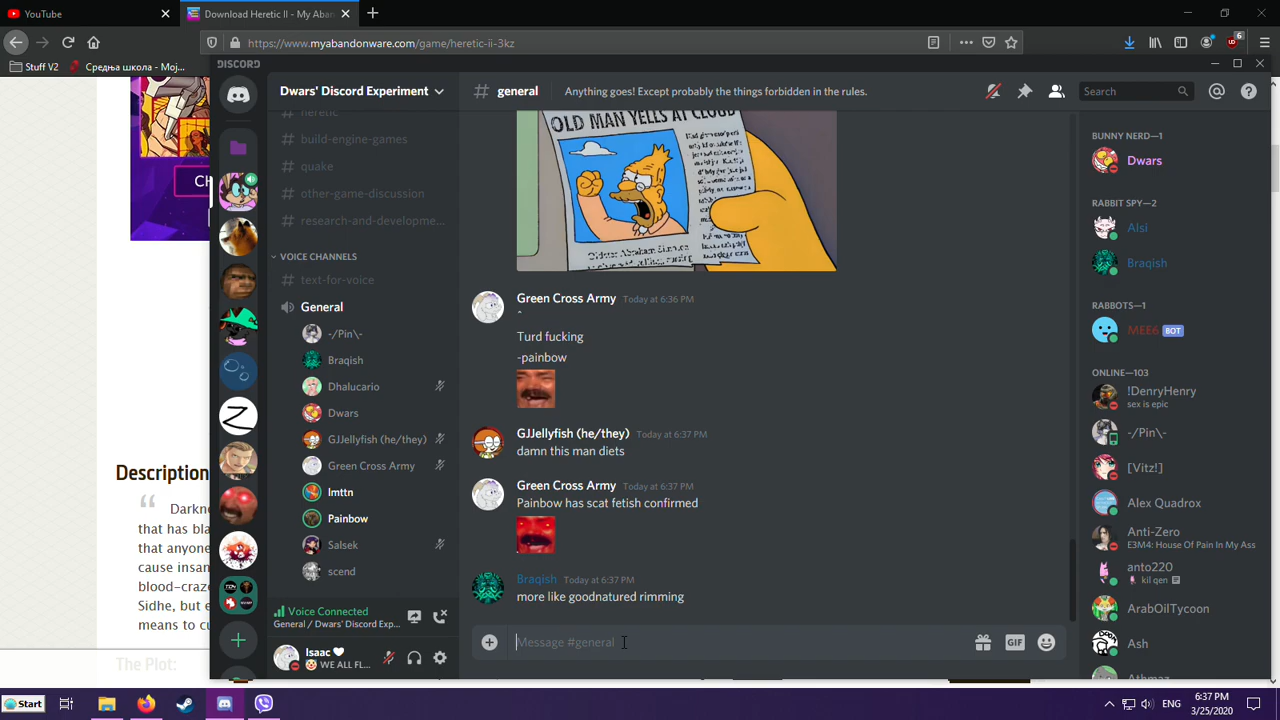 YouTube
Download Heretic II - My Aban
https://www.myabandonware.com/game/heretic-ii-3kz
6
Stuff V2
Средња школа - Moj...
DISCORD
Dwars' Discord Experiment
# general
Anything goes! Except probably the things forbidden in the rules.
Search
# heretic
# build-engine-games
# quake
# other-game-discussion
# research-and-developme...
VOICE CHANNELS
# text-for-voice
General
-/Pin\-
Braqish
Dhalucario
Dwars
GJJellyfish (he/they)
Green Cross Army
lmttn
Painbow
Salsek
scend
Voice Connected
General / Dwars' Discord Exp...
Isaac
WE ALL FL...
OLD MAN YELLS AT CLOUD
Green Cross Army Today at 6:36 PM
^
Turd fucking
-painbow
GJJellyfish (he/they) Today at 6:37 PM
damn this man diets
Green Cross Army Today at 6:37 PM
Painbow has scat fetish confirmed
Braqish Today at 6:37 PM
more like goodnatured rimming
Message #general
GIF
BUNNY NERD—1
Dwars
RABBIT SPY—2
Alsi
Braqish
RABBOTS—1
MEE6 BOT
ONLINE—103
!DenryHenry
sex is epic
-/Pin\-
[Vitz!]
Alex Quadrox
Anti-Zero
E3M4: House Of Pain In My Ass
anto220
kil qen
ArabOilTycoon
Ash
Athmaz
CH
Description
“ Darkn
that has bla
that anyone
cause insan
blood-craz
Sidhe, but e
means to cu
The Plot:
Start
ENG
6:37 PM
3/25/2020